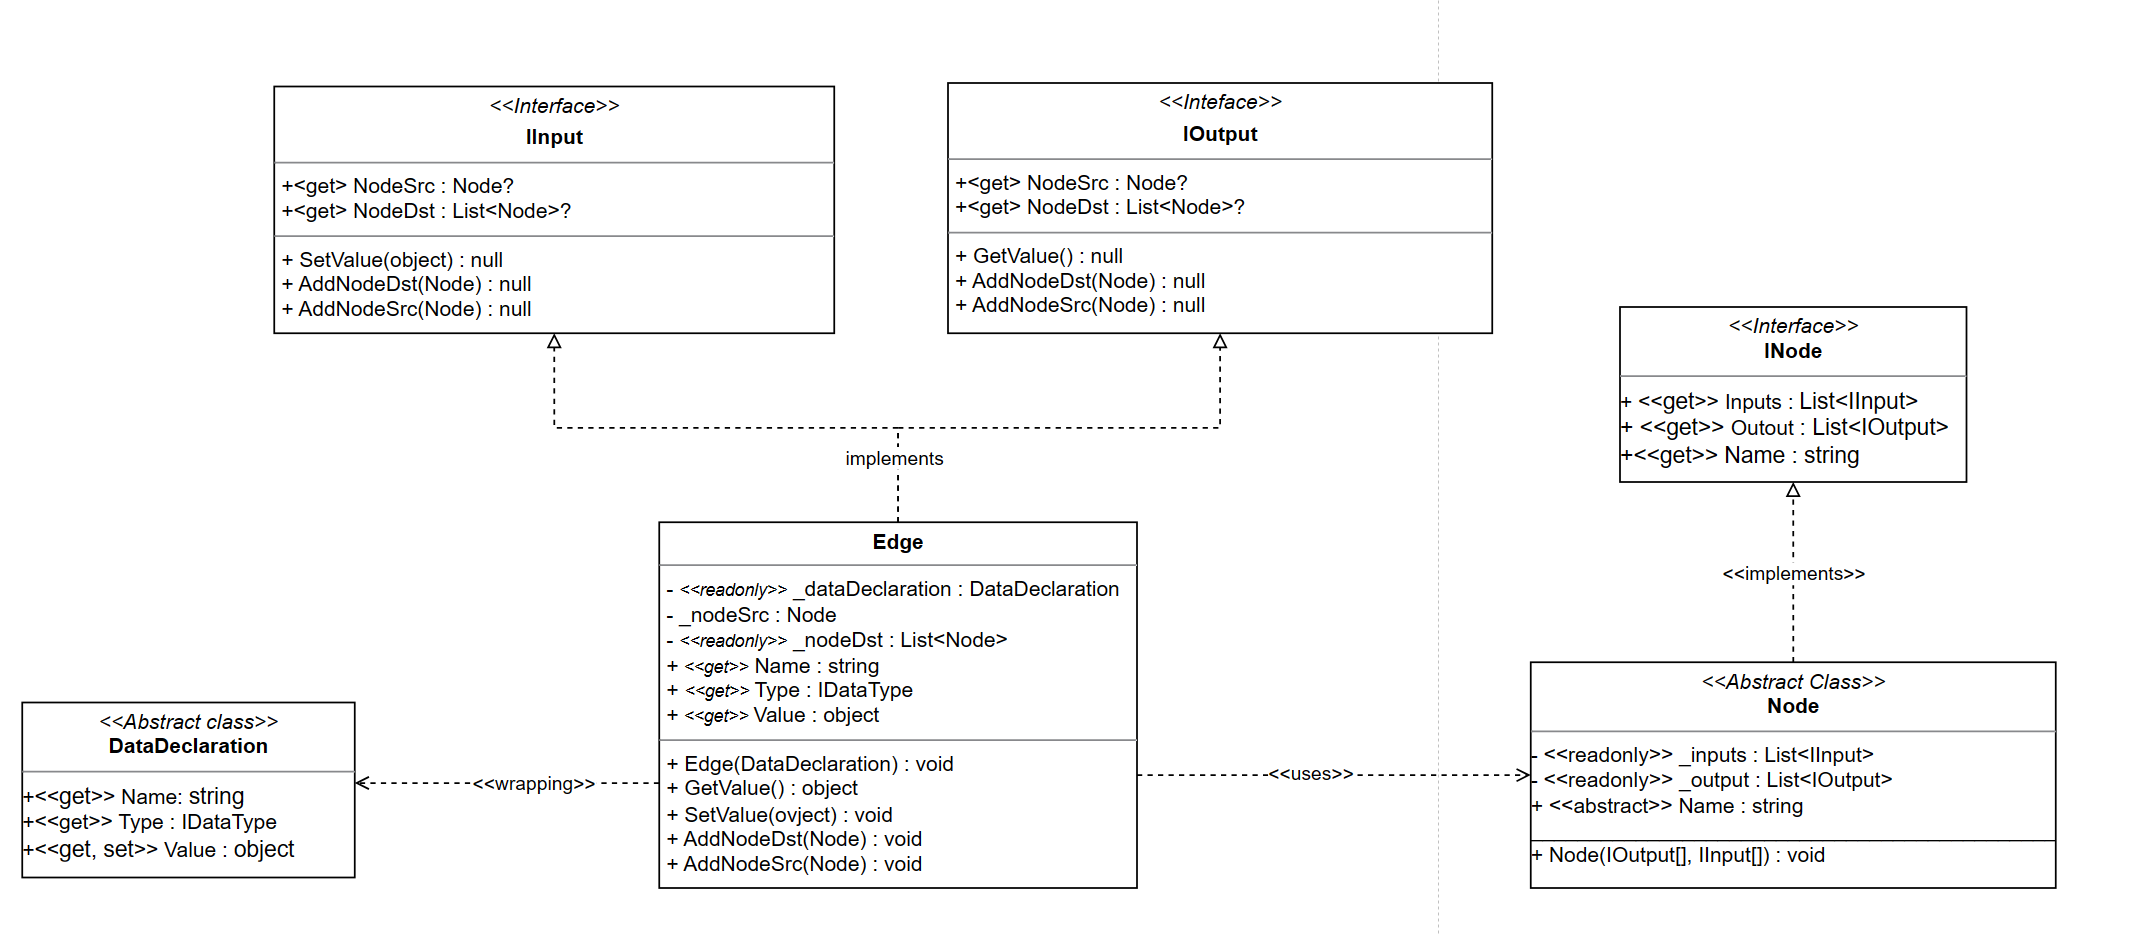 <<Interface>>
IInput
+<get> NodeSrc : Node?
+<get> NodeDst : List<Node>?
+ SetValue(object) : null
+ AddNodeDst(Node) : null
+ AddNodeSrc(Node) : null
<<Inteface>>
IOutput
+<get> NodeSrc : Node?
+<get> NodeDst : List<Node>?
+ GetValue() : null
+ AddNodeDst(Node) : null
+ AddNodeSrc(Node) : null
<<Interface>>
INode
+ <<get>> Inputs : List<IInput>
+ <<get>> Outout : List<IOutput>
+<<get>> Name : string
implements
<<implements>>
Edge
- <<readonly>> _dataDeclaration : DataDeclaration
- _nodeSrc : Node
- <<readonly>> _nodeDst : List<Node>
+ <<get>> Name : string
+ <<get>> Type : IDataType
+ <<get>> Value : object
+ Edge(DataDeclaration) : void
+ GetValue() : object
+ SetValue(ovject) : void
+ AddNodeDst(Node) : void
+ AddNodeSrc(Node) : void
<<Abstract class>>
DataDeclaration
+<<get>> Name: string
+<<get>> Type : IDataType
+<<get, set>> Value : object
<<wrapping>>
<<uses>>
<<Abstract Class>>
Node
- <<readonly>> _inputs : List<IInput>
- <<readonly>> _output : List<IOutput>
+ <<abstract>> Name : string
+ Node(IOutput[], IInput[]) : void